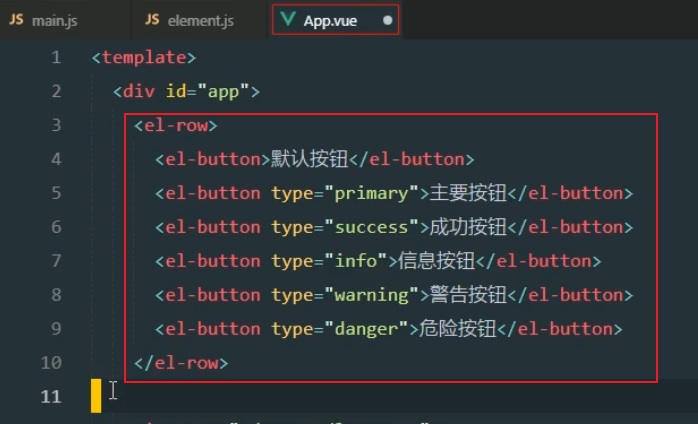 JS main.js JS element.js App.vue
1 <template>
2 <div id="app">
3 <el-row>
4 <el-button>默认按钮</el-button>
5 <el-button type="primary">主要按钮</el-button>
6 <el-button type="success">成功按钮</el-button>
7 <el-button type="info">信息按钮</el-button>
8 <el-button type="warning">警告按钮</el-button>
9 <el-button type="danger">危险按钮</el-button>
10 </el-row>
11